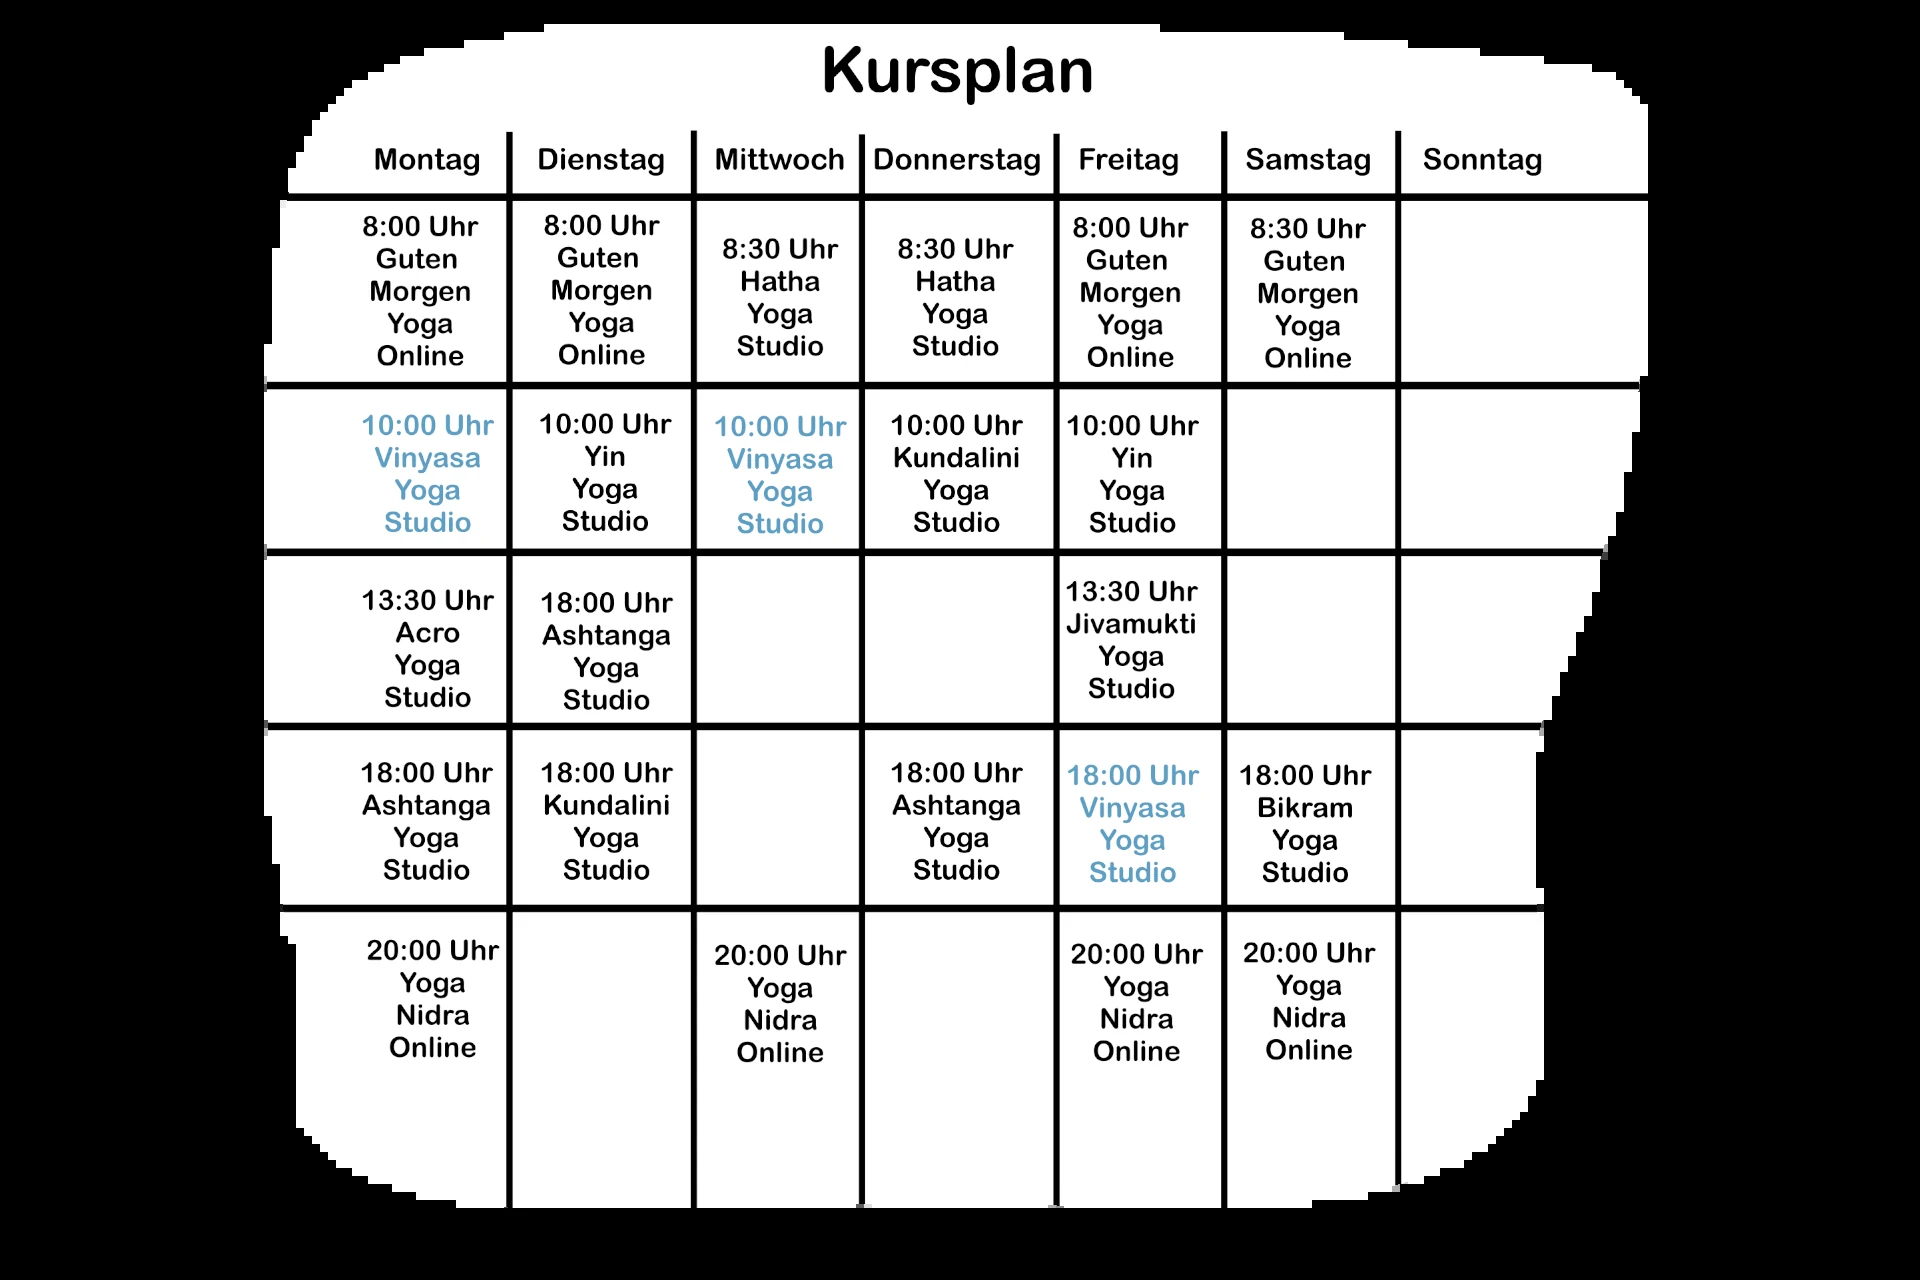 Kursplan
Montag
Dienstag
Mittwoch
Donnerstag
Freitag
Samstag
Sonntag
8:00 Uhr
Guten
Morgen
Yoga
Online
8:00 Uhr
Guten
Morgen
Yoga
Online
8:30 Uhr
Hatha
Yoga
Studio
8:30 Uhr
Hatha
Yoga
Studio
8:00 Uhr
Guten
Morgen
Yoga
Online
8:30 Uhr
Guten
Morgen
Yoga
Online
10:00 Uhr
Vinyasa
Yoga
Studio
10:00 Uhr
Yin
Yoga
Studio
10:00 Uhr
Vinyasa
Yoga
Studio
10:00 Uhr
Kundalini
Yoga
Studio
10:00 Uhr
Yin
Yoga
Studio
13:30 Uhr
Acro
Yoga
Studio
18:00 Uhr
Ashtanga
Yoga
Studio
13:30 Uhr
Jivamukti
Yoga
Studio
18:00 Uhr
Ashtanga
Yoga
Studio
18:00 Uhr
Kundalini
Yoga
Studio
18:00 Uhr
Ashtanga
Yoga
Studio
18:00 Uhr
Vinyasa
Yoga
Studio
18:00 Uhr
Bikram
Yoga
Studio
20:00 Uhr
Yoga
Nidra
Online
20:00 Uhr
Yoga
Nidra
Online
20:00 Uhr
Yoga
Nidra
Online
20:00 Uhr
Yoga
Nidra
Online